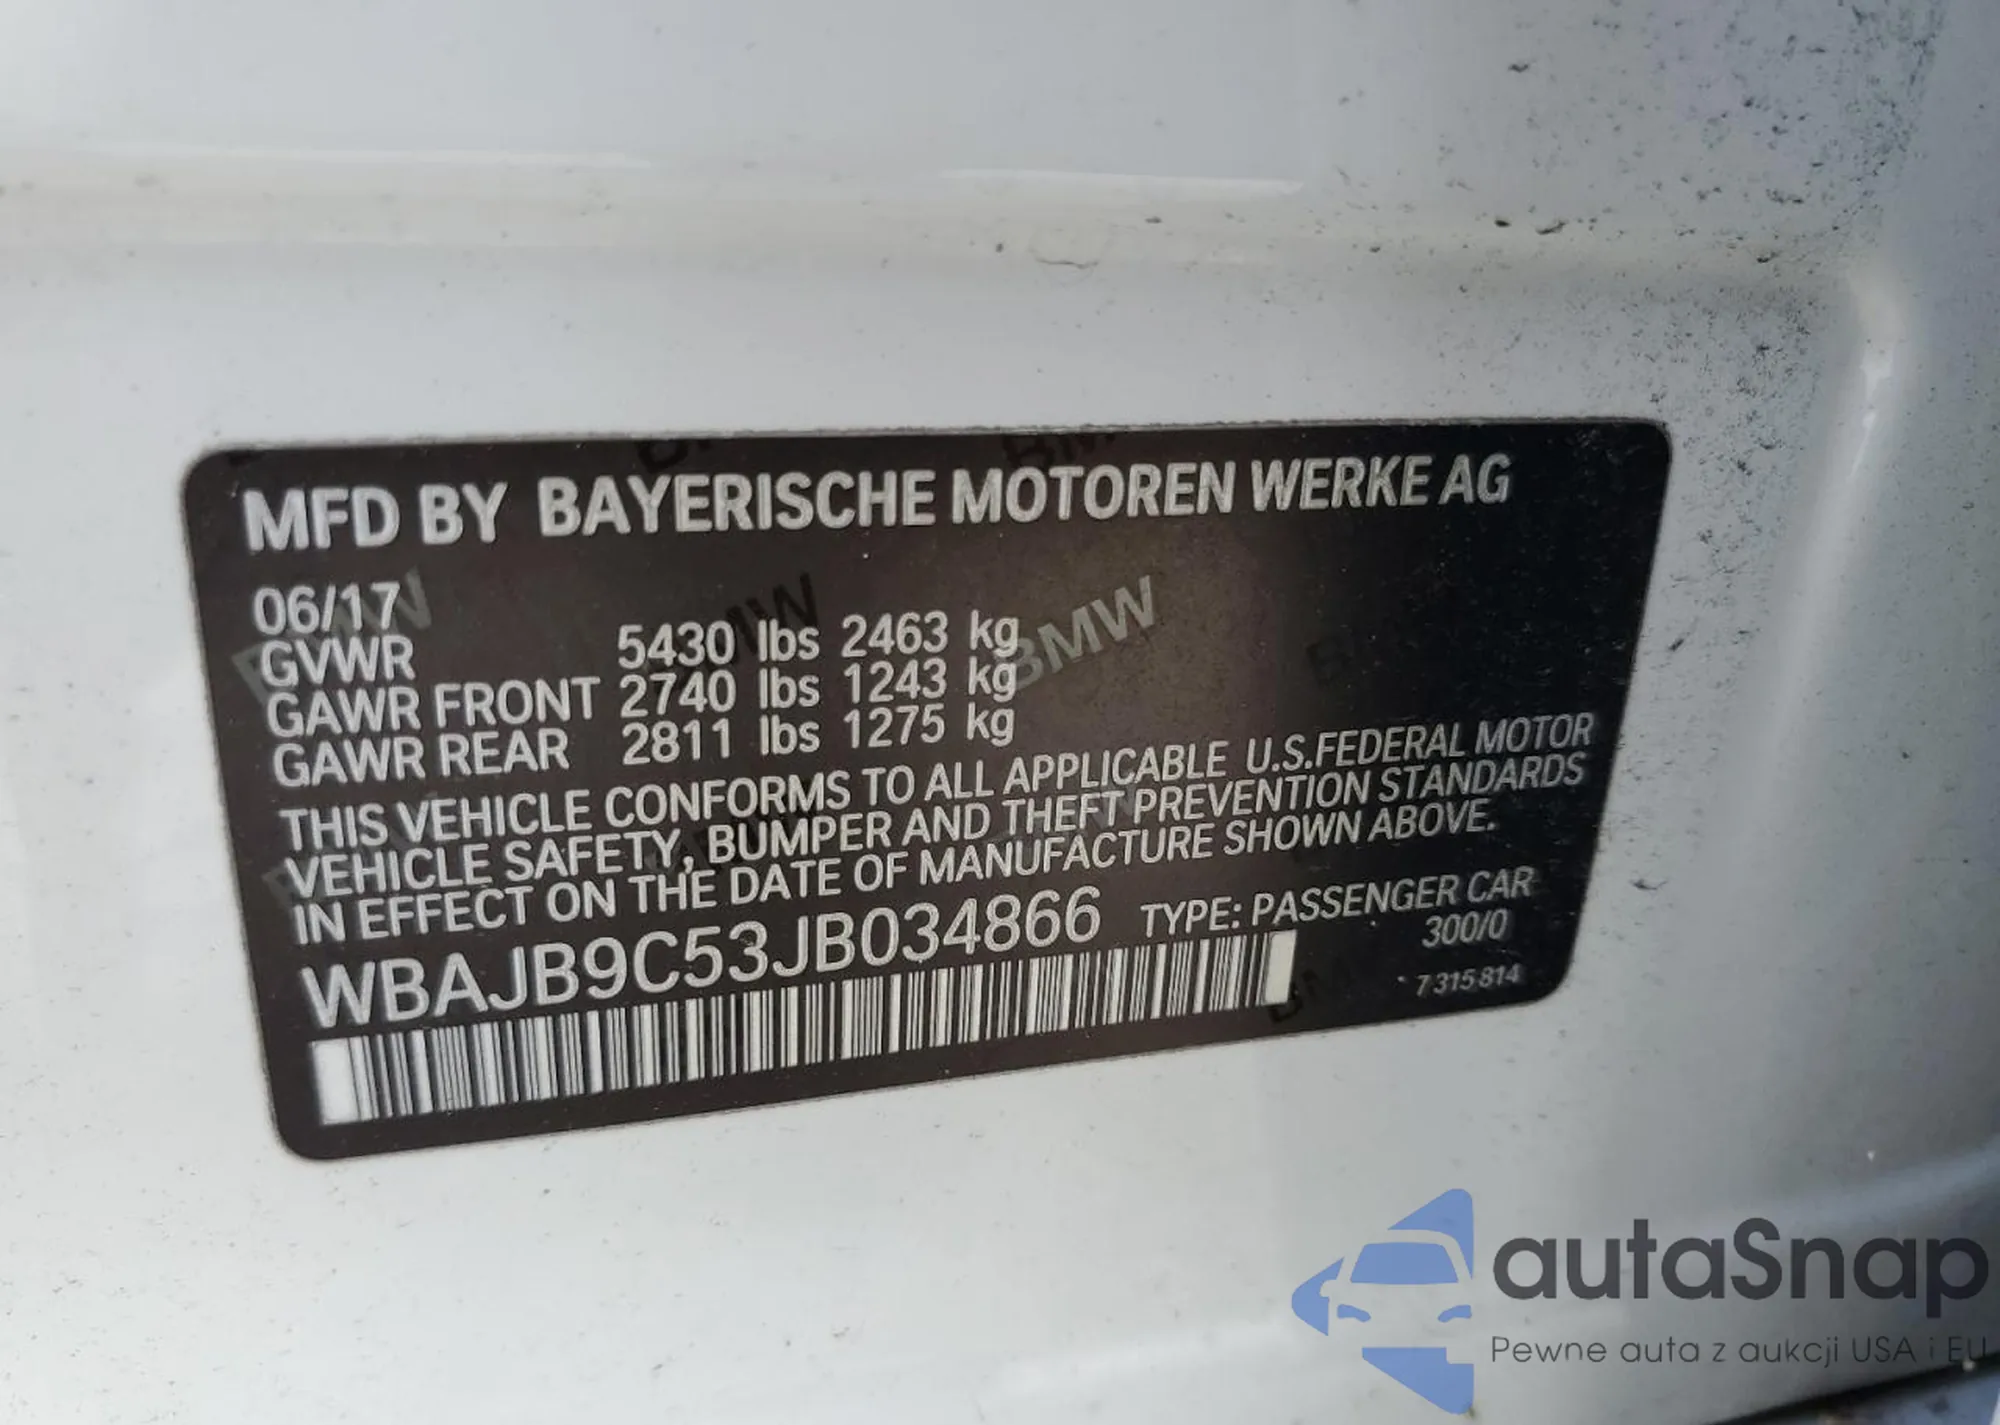 MFD BY BAYERISCHE MOTOREN WERKE AG
06/17
GVWR 5430 lbs 2463 kg
GAWR FRONT 2740 lbs 1243 kg
GAWR REAR 2811 lbs 1275 kg
THIS VEHICLE CONFORMS TO ALL APPLICABLE U.S.FEDERAL MOTOR
VEHICLE SAFETY, BUMPER AND THEFT PREVENTION STANDARDS
IN EFFECT ON THE DATE OF MANUFACTURE SHOWN ABOVE.
WBAJB9C53JB034866 TYPE: PASSENGER CAR
300/0
7 315 814
BMW
autaSnap
Pewne auta z aukcji USA i EU